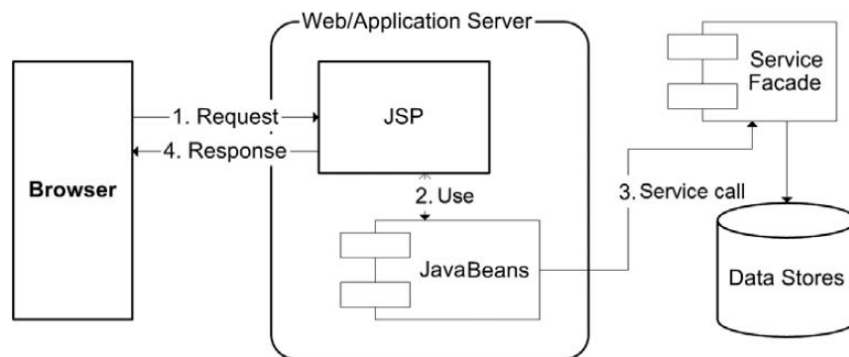 Web/Application Server
Browser
1. Request
4. Response
JSP
2. Use
JavaBeans
3. Service call
Service
Facade
Data Stores